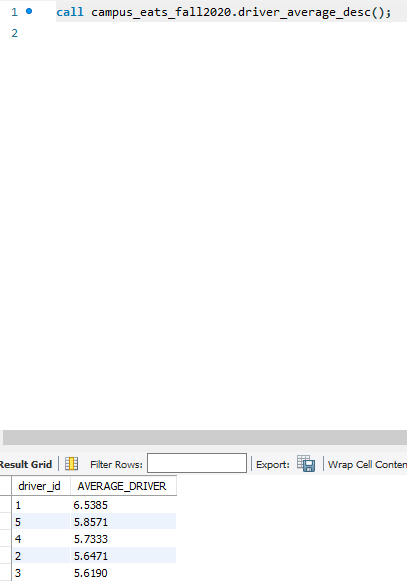 1 call campus_eats_fall2020.driver_average_desc();
2
Result Grid Filter Rows: Export: Wrap Cell Conten
driver_id AVERAGE_DRIVER
1 6.5385
5 5.8571
4 5.7333
2 5.6471
3 5.6190